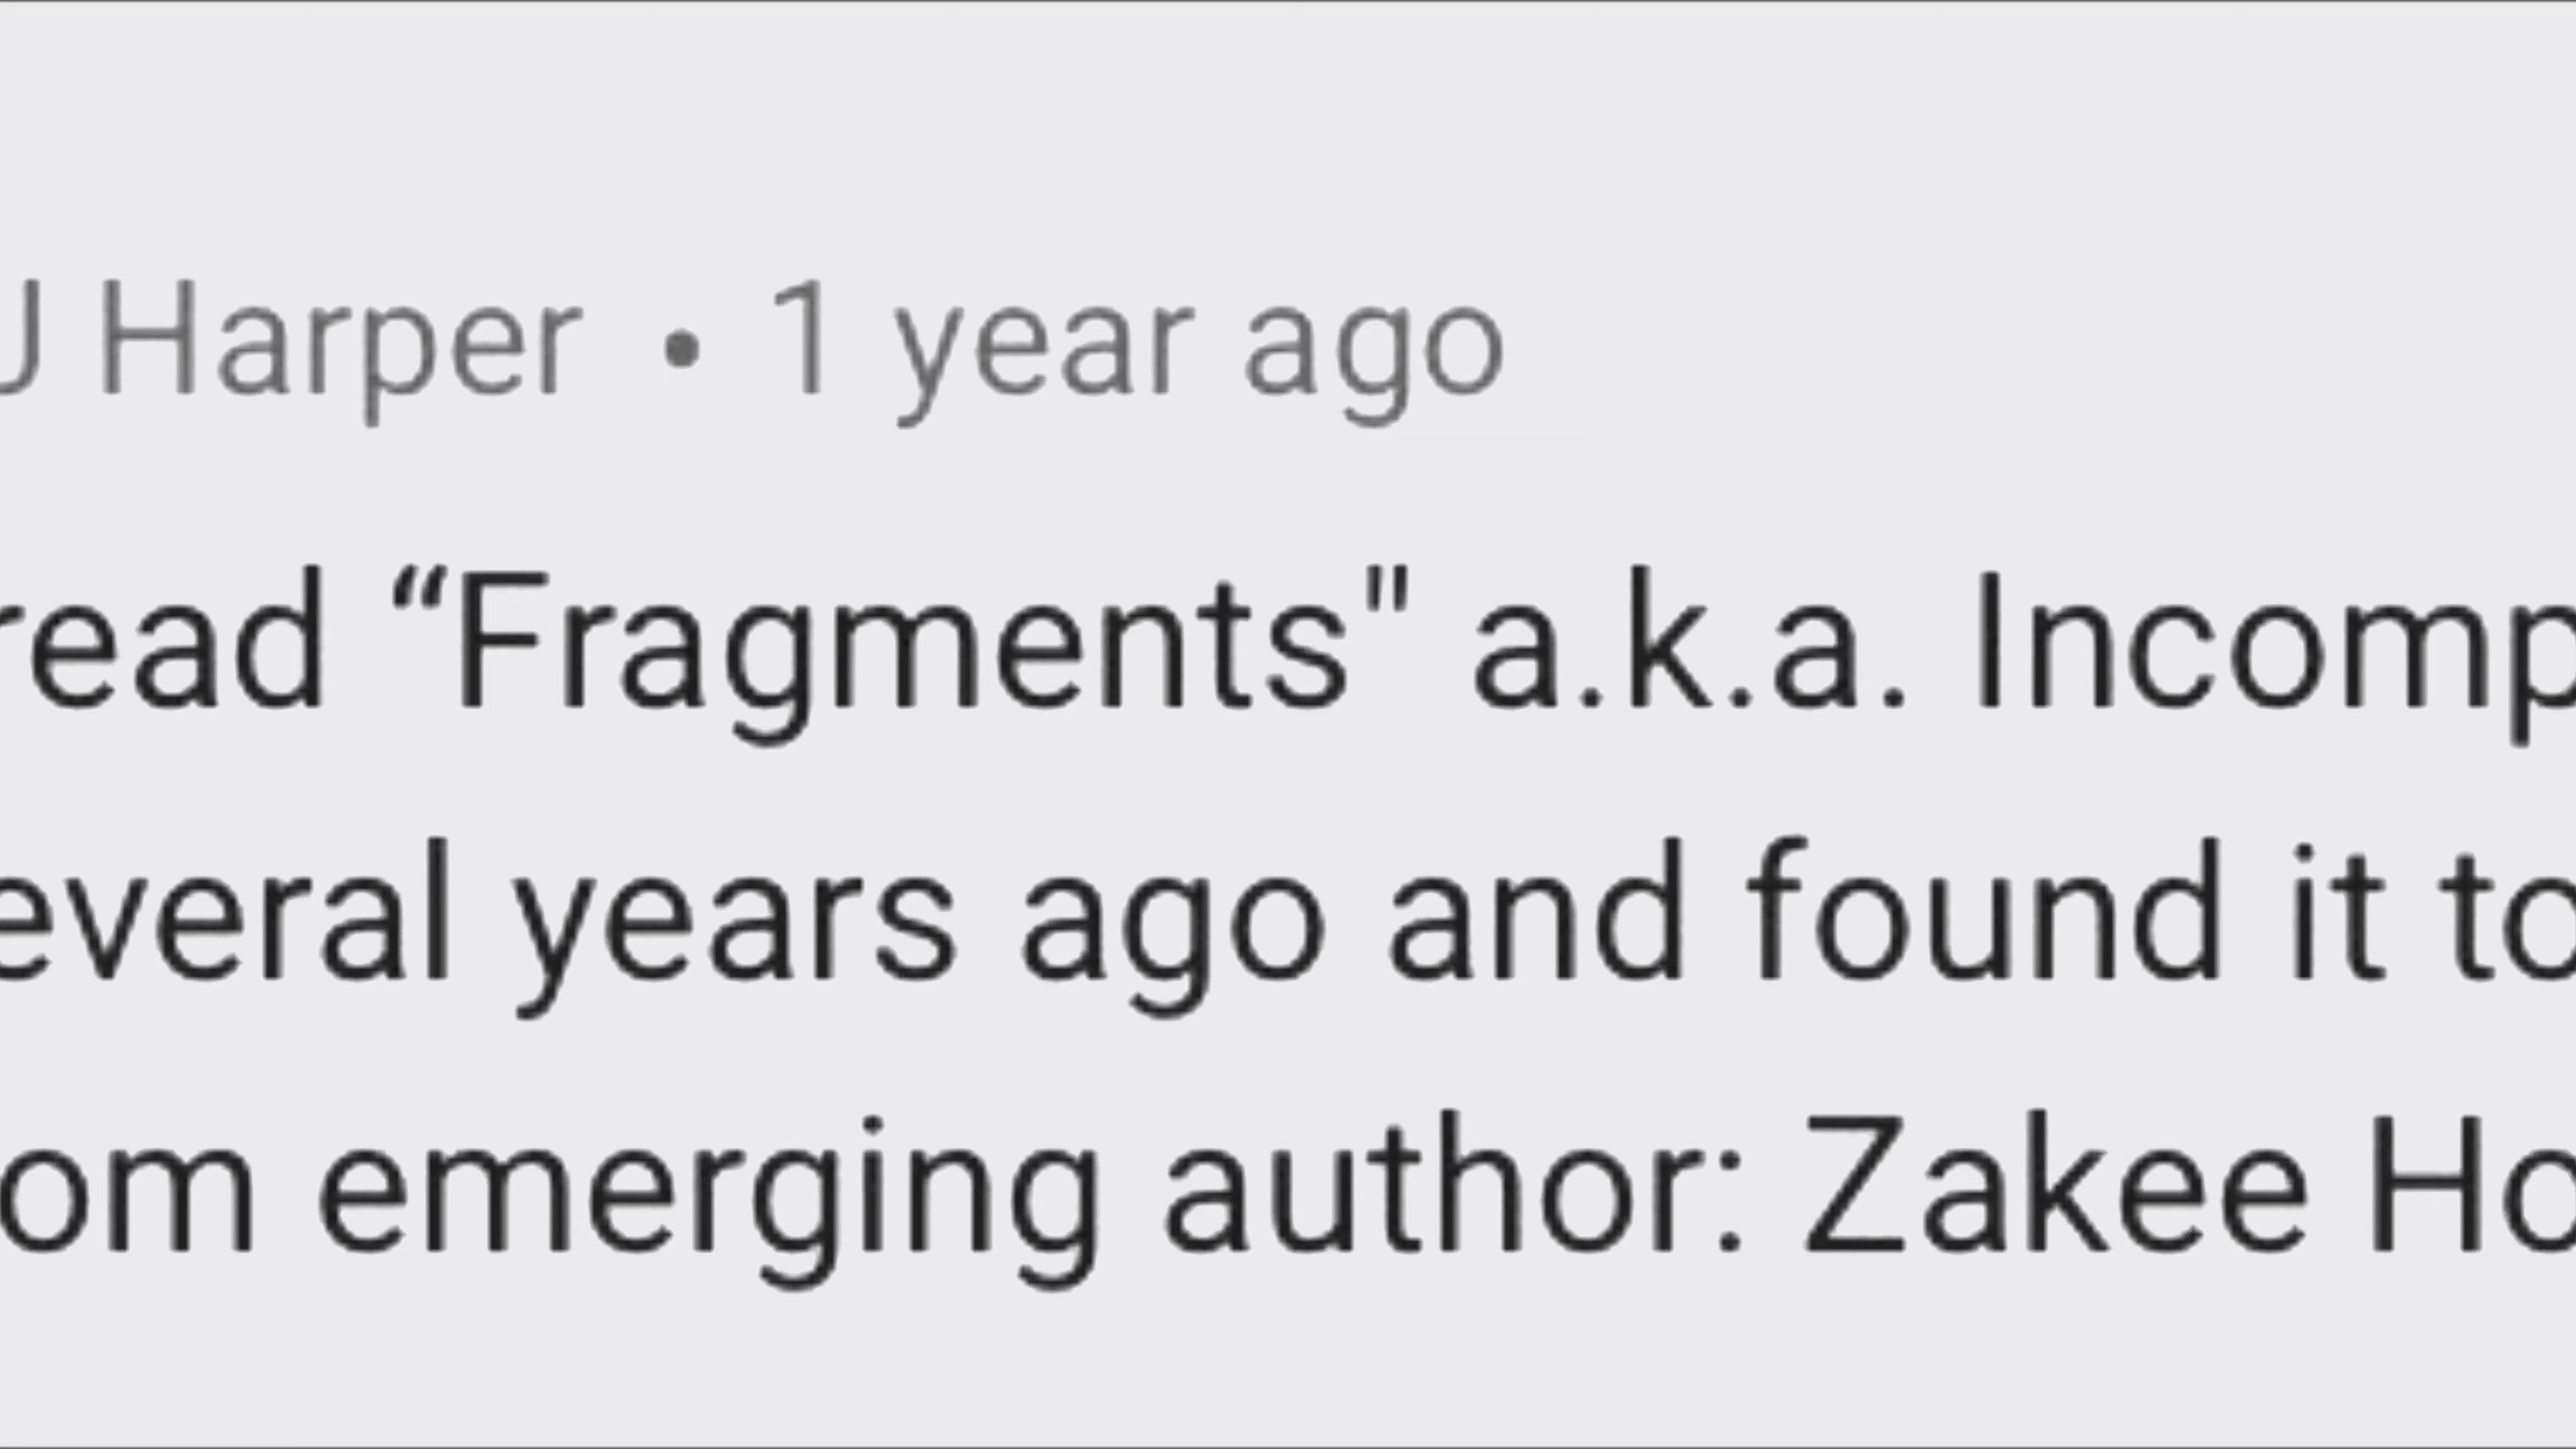 J Harper • 1 year ago
read “Fragments" a.k.a. Incomp
everal years ago and found it to
om emerging author: Zakee Ho